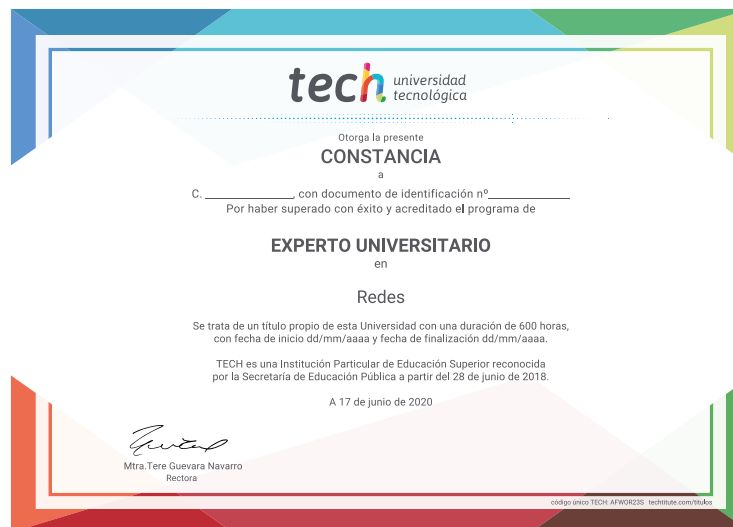 tech universidad
tecnológica
Otorga la presente
CONSTANCIA
a
C. ______________, con documento de identificación nº______________
Por haber superado con éxito y acreditado el programa de
EXPERTO UNIVERSITARIO
en
Redes
Se trata de un título propio de esta Universidad con una duración de 600 horas,
con fecha de inicio dd/mm/aaaa y fecha de finalización dd/mm/aaaa.
TECH es una Institución Particular de Educación Superior reconocida
por la Secretaría de Educación Pública a partir del 28 de junio de 2018.
A 17 de junio de 2020
Mtra.Tere Guevara Navarro
Rectora
código único TECH: AFWOR23S techtitute.com/titulos